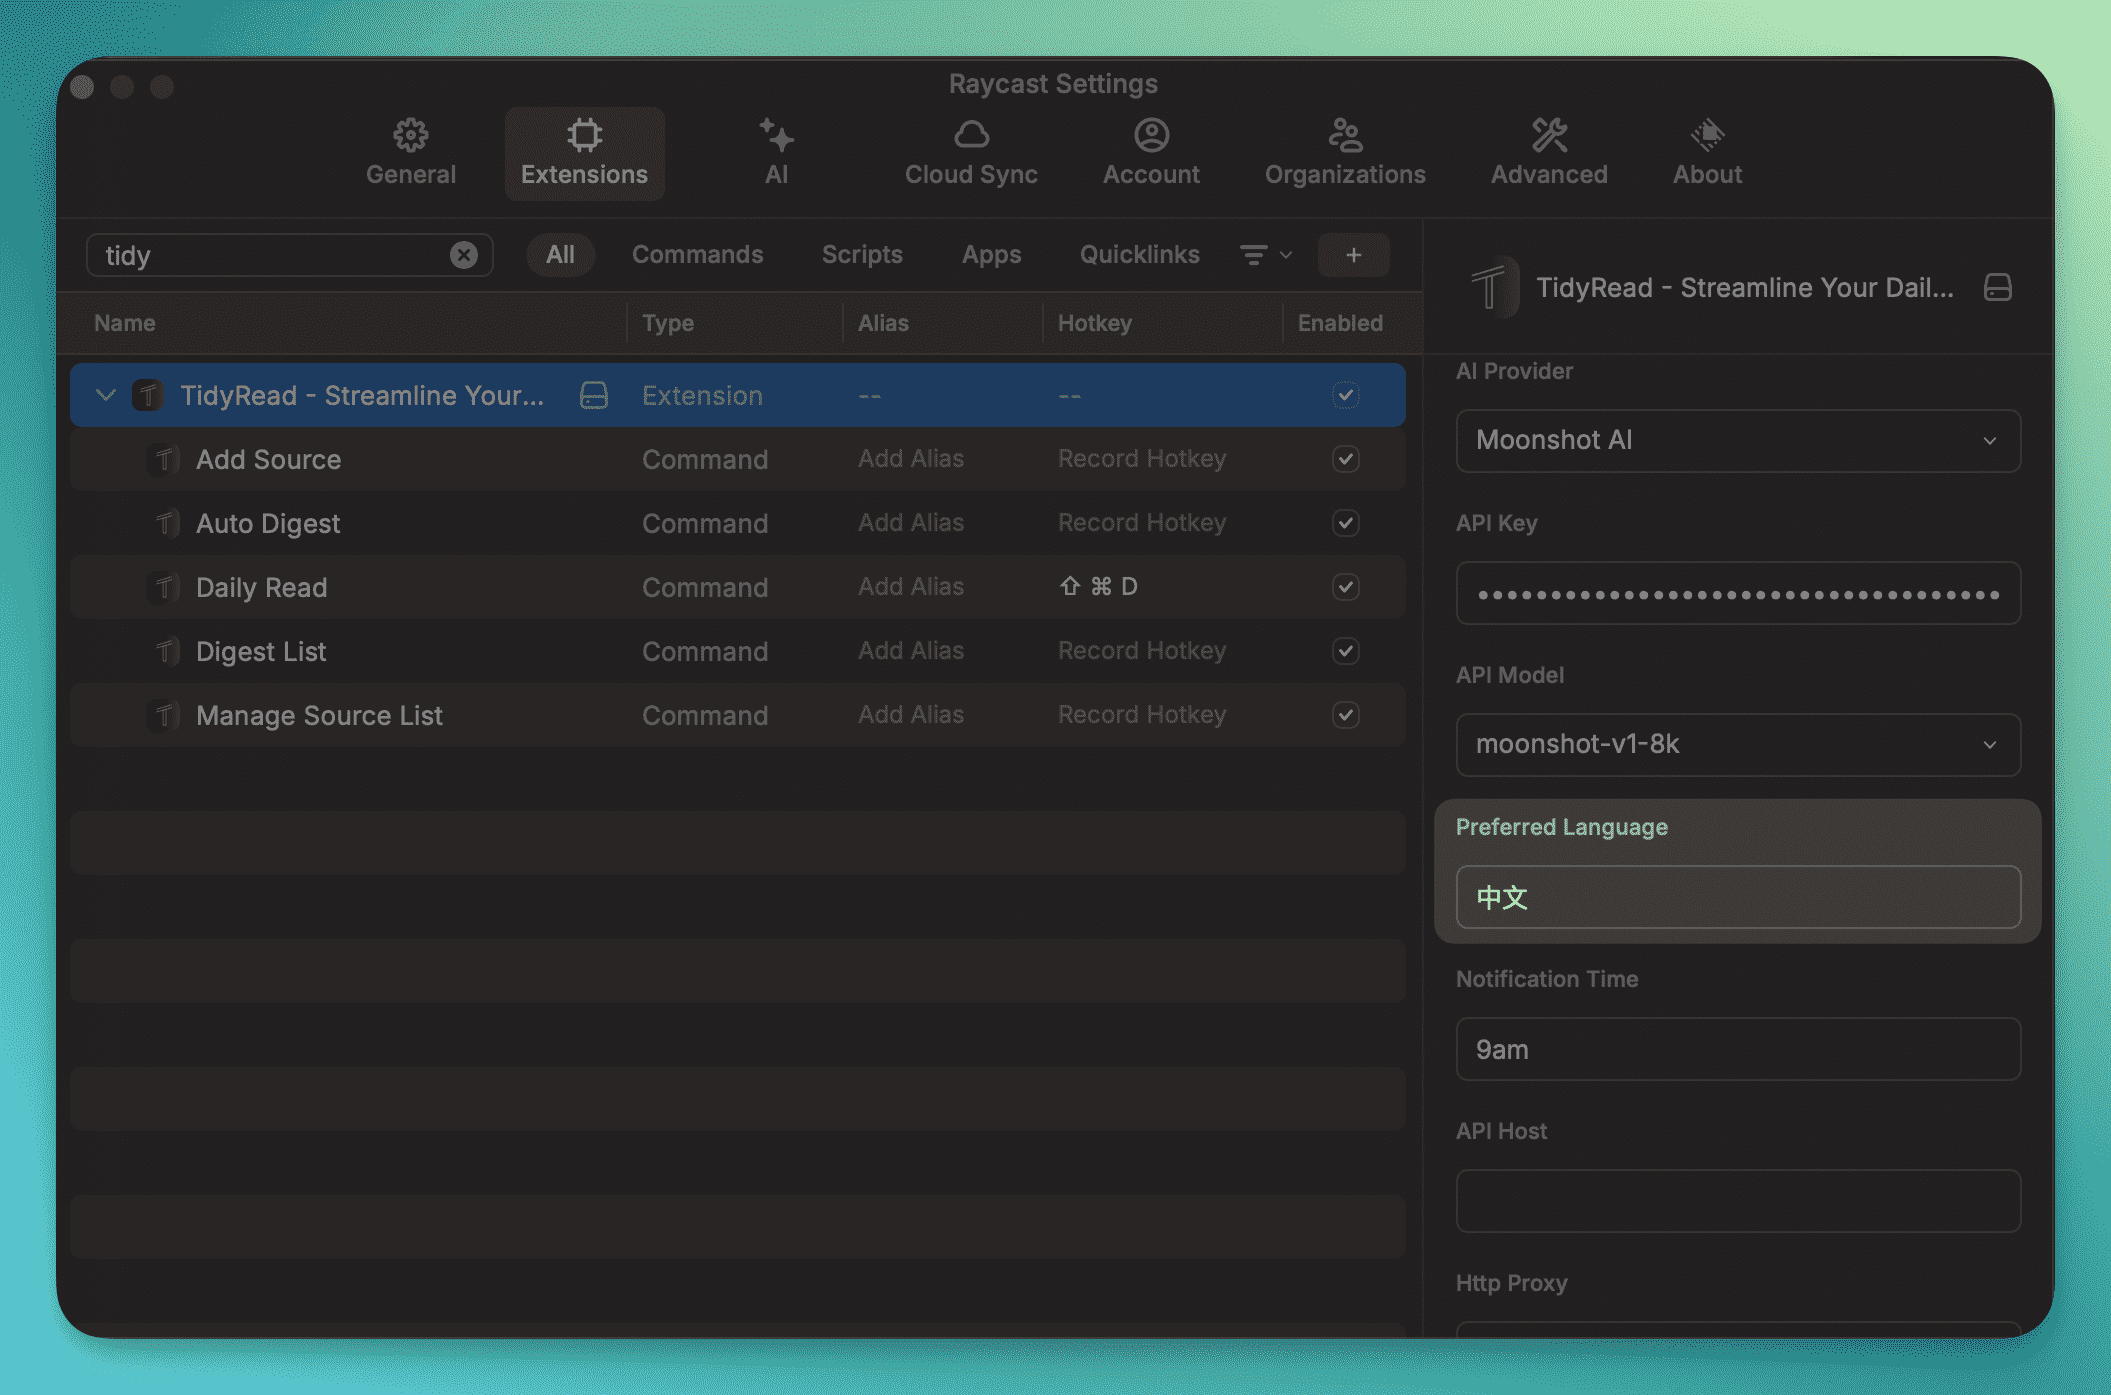 Raycast Settings
General Extensions AI Cloud Sync Account Organizations Advanced About
tidy All Commands Scripts Apps Quicklinks +
Name Type Alias Hotkey Enabled
TidyRead - Streamline Your... Extension -- --
Add Source Command Add Alias Record Hotkey
Auto Digest Command Add Alias Record Hotkey
Daily Read Command Add Alias ⇧ ⌘ D
Digest List Command Add Alias Record Hotkey
Manage Source List Command Add Alias Record Hotkey
TidyRead - Streamline Your Dail...
AI Provider
Moonshot AI
API Key
••••••••••••••••••••••••••••••••••••
API Model
moonshot-v1-8k
Preferred Language
中文
Notification Time
9am
API Host
Http Proxy